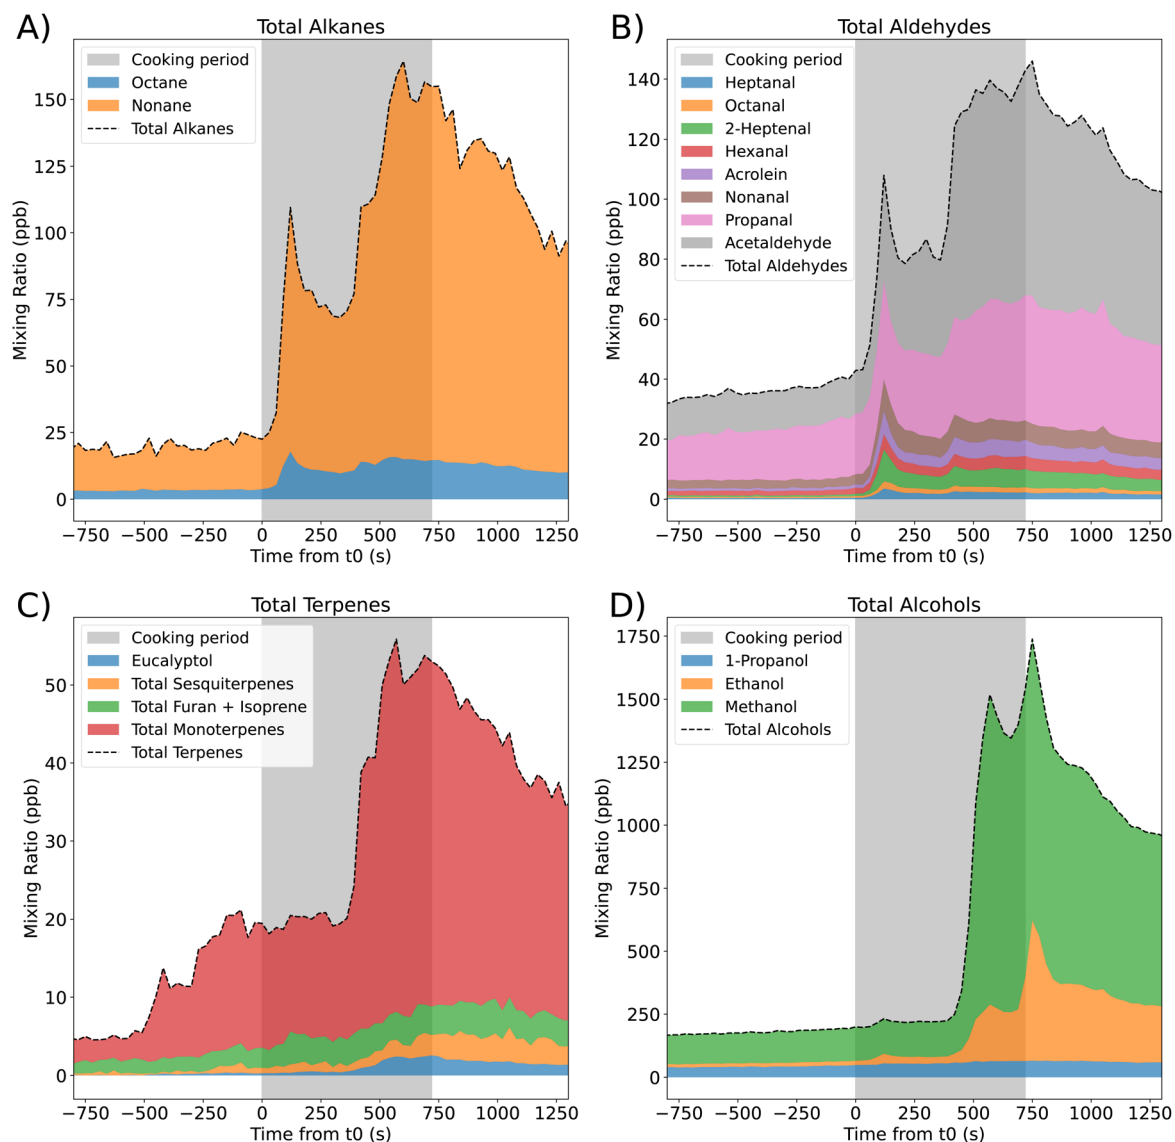 A)
Total Alkanes
Cooking period
Octane
Nonane
Total Alkanes
Mixing Ratio (ppb)
150
125
100
75
50
25
0
−750 −500 −250 0 250 500 750 1000 1250
Time from t0 (s)
B)
Total Aldehydes
Cooking period
Heptanal
Octanal
2-Heptenal
Hexanal
Acrolein
Nonanal
Propanal
Acetaldehyde
Total Aldehydes
Mixing Ratio (ppb)
140
120
100
80
60
40
20
0
−750 −500 −250 0 250 500 750 1000 1250
Time from t0 (s)
C)
Total Terpenes
Cooking period
Eucalyptol
Total Sesquiterpenes
Total Furan + Isoprene
Total Monoterpenes
Total Terpenes
Mixing Ratio (ppb)
50
40
30
20
10
0
−750 −500 −250 0 250 500 750 1000 1250
Time from t0 (s)
D)
Total Alcohols
Cooking period
1-Propanol
Ethanol
Methanol
Total Alcohols
Mixing Ratio (ppb)
1750
1500
1250
1000
750
500
250
0
−750 −500 −250 0 250 500 750 1000 1250
Time from t0 (s)